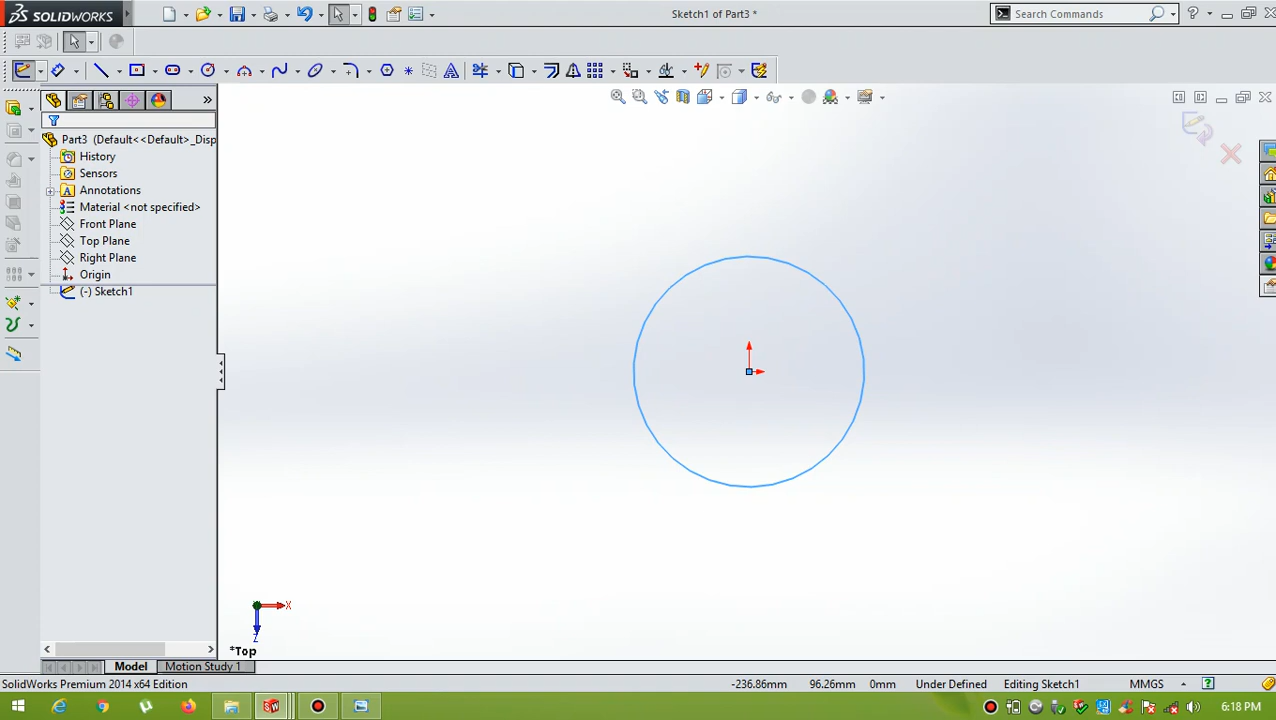 SOLIDWORKS
Sketch1 of Part3 *
Search Commands
?
A
Part3 (Default<<Default>_Disp
History
Sensors
A Annotations
Material <not specified>
Front Plane
Top Plane
Right Plane
Origin
(-) Sketch1
X
Z
*Top
Model
Motion Study 1
SolidWorks Premium 2014 x64 Edition
-236.86mm
96.26mm
0mm
Under Defined
Editing Sketch1
MMGS
?
6:18 PM